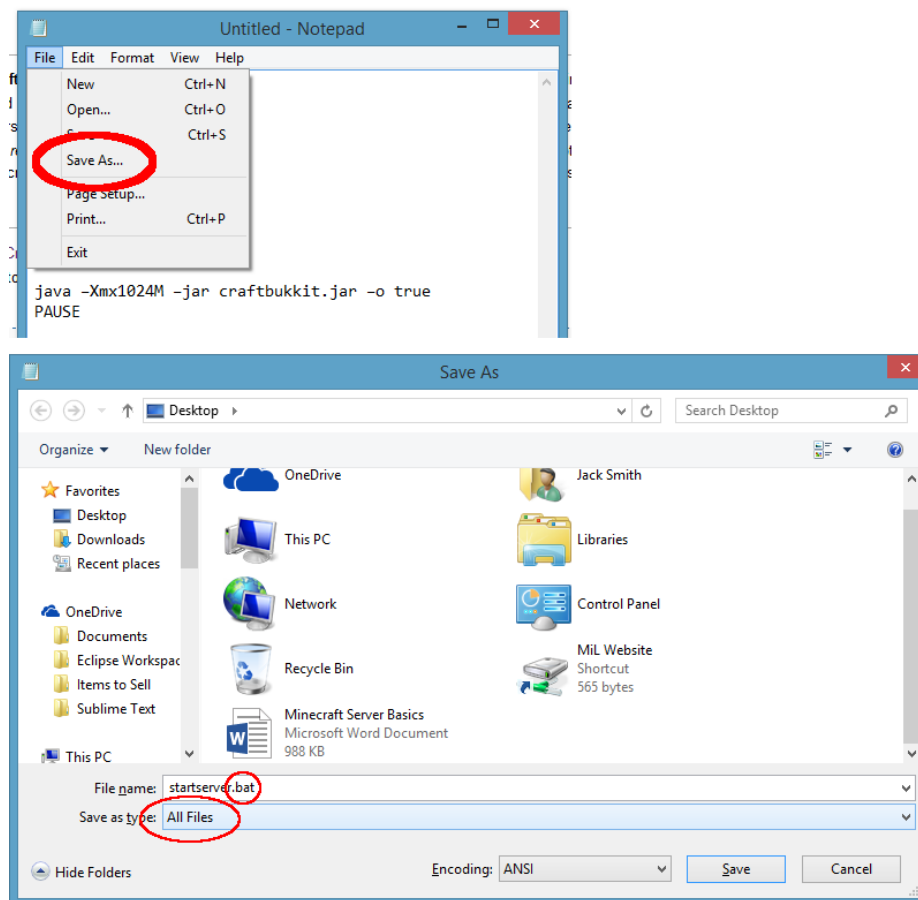 Untitled - Notepad
File Edit Format View Help
New Ctrl+N
Open... Ctrl+O
Ctrl+S
Save As...
Page Setup...
Print... Ctrl+P
Exit
java –Xmx1024M –jar craftbukkit.jar –o true
PAUSE
Save As
Desktop
Search Desktop
Organize
New folder
Favorites
Desktop
Downloads
Recent places
OneDrive
Documents
Eclipse Workspac
Items to Sell
Sublime Text
This PC
OneDrive
Jack Smith
This PC
Libraries
Network
Control Panel
Recycle Bin
MiL Website
Shortcut
565 bytes
Minecraft Server Basics
Microsoft Word Document
988 KB
File name: startserver.bat
Save as type: All Files
Hide Folders
Encoding: ANSI
Save
Cancel